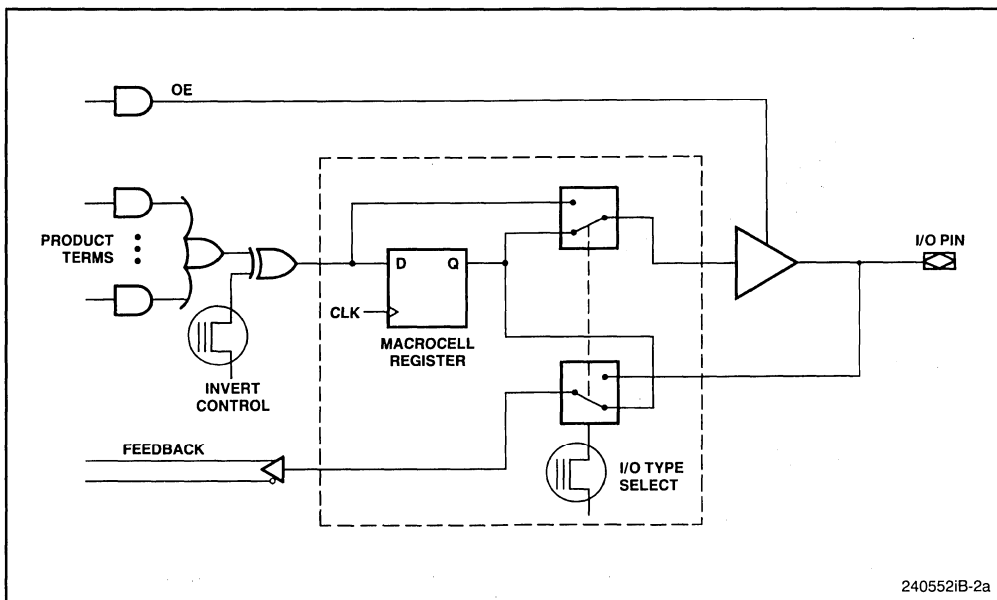 OE
PRODUCT
TERMS
I/O PIN
D
Q
CLK
MACROCELL
REGISTER
INVERT
CONTROL
FEEDBACK
I/O TYPE
SELECT
240552iB-2a